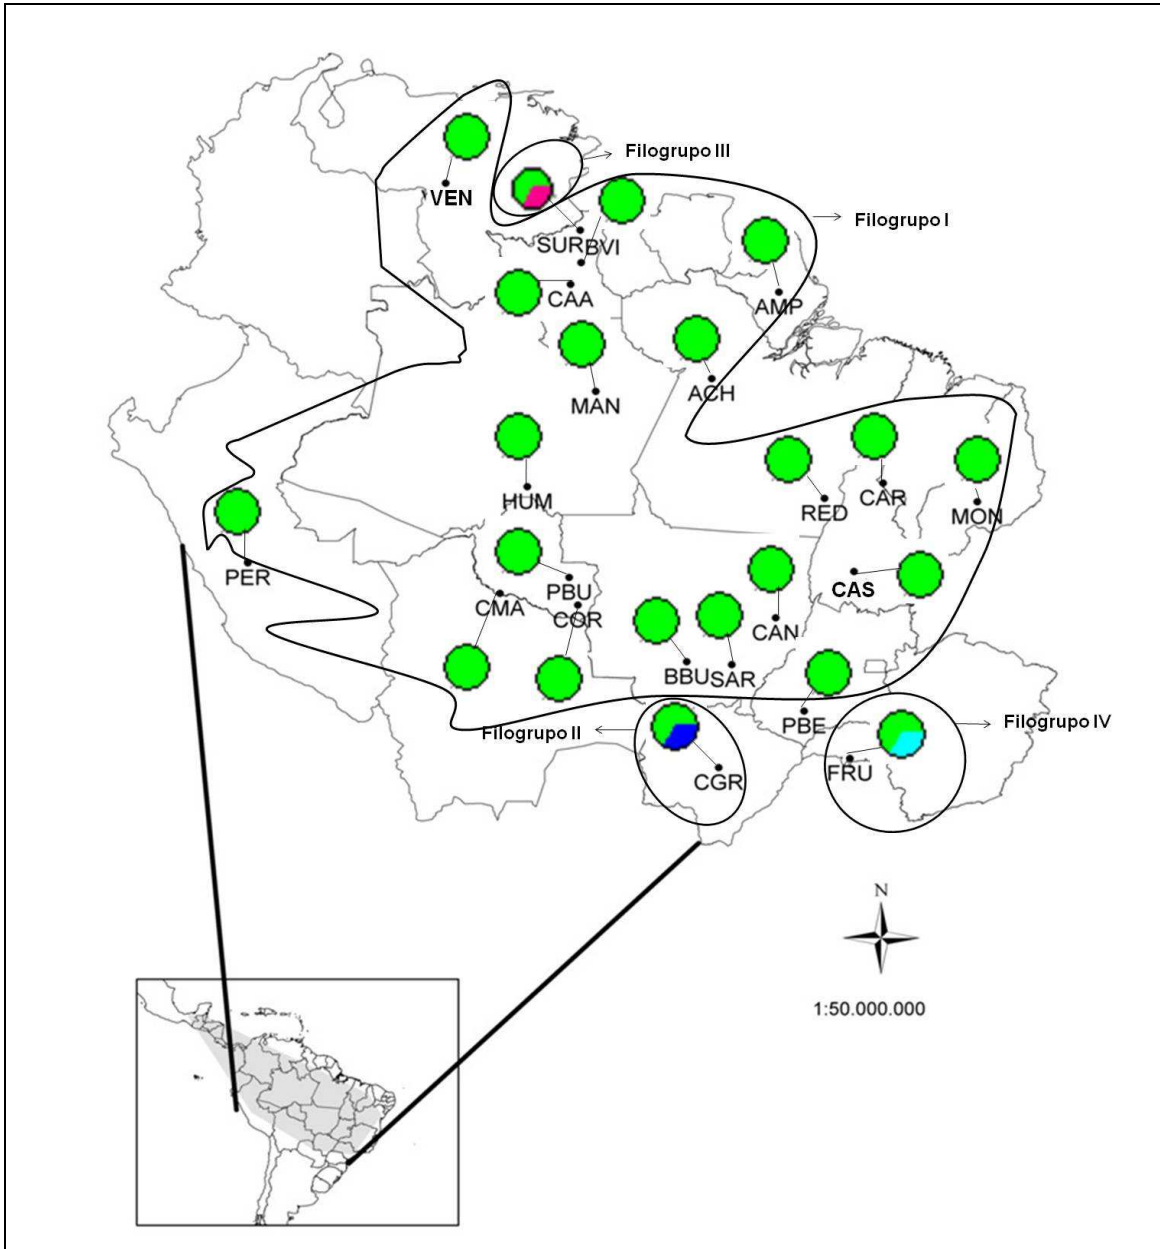 Filogrupo III
VEN
Filogrupo I
SUR
BVI
CAA
AMP
MAN
ACH
HUM
RED
CAR
MON
PER
CMA
PBU
COR
CAS
CAN
BBU
SAR
PBE
Filogrupo II
Filogrupo IV
CGR
FRU
N
1:50.000.000